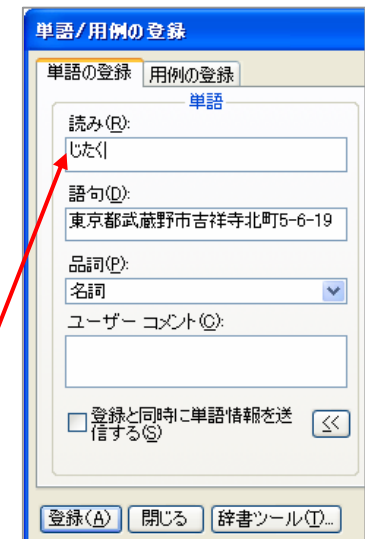 単語/用例の登録
単語の登録 用例の登録
単語
読み(R):
じたく
語句(D):
東京都武蔵野市吉祥寺北町5-6-19
品詞(P):
名詞
ユーザー コメント(C):
登録と同時に単語情報を送
信する(S)
<<
登録(A) 閉じる 辞書ツール(T)...